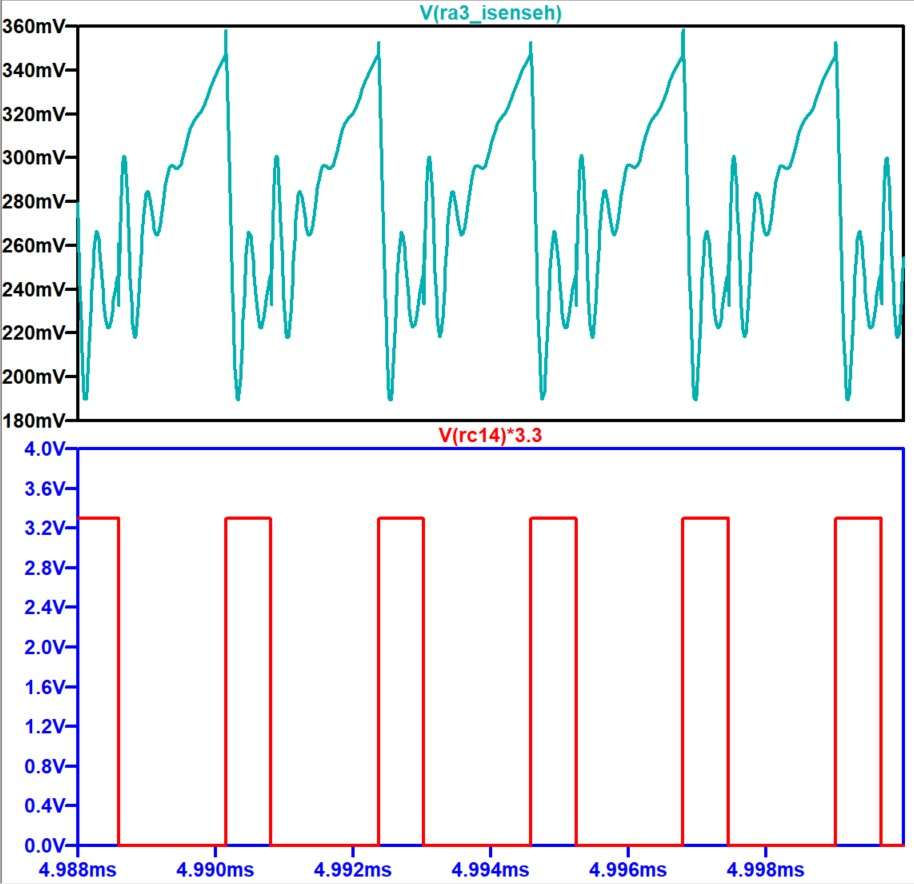 V(ra3_isenseh)
360mV
340mV
320mV
300mV
280mV
260mV
240mV
220mV
200mV
180mV
V(rc14)*3.3
4.0V
3.6V
3.2V
2.8V
2.4V
2.0V
1.6V
1.2V
0.8V
0.4V
0.0V
4.988ms 4.990ms 4.992ms 4.994ms 4.996ms 4.998ms